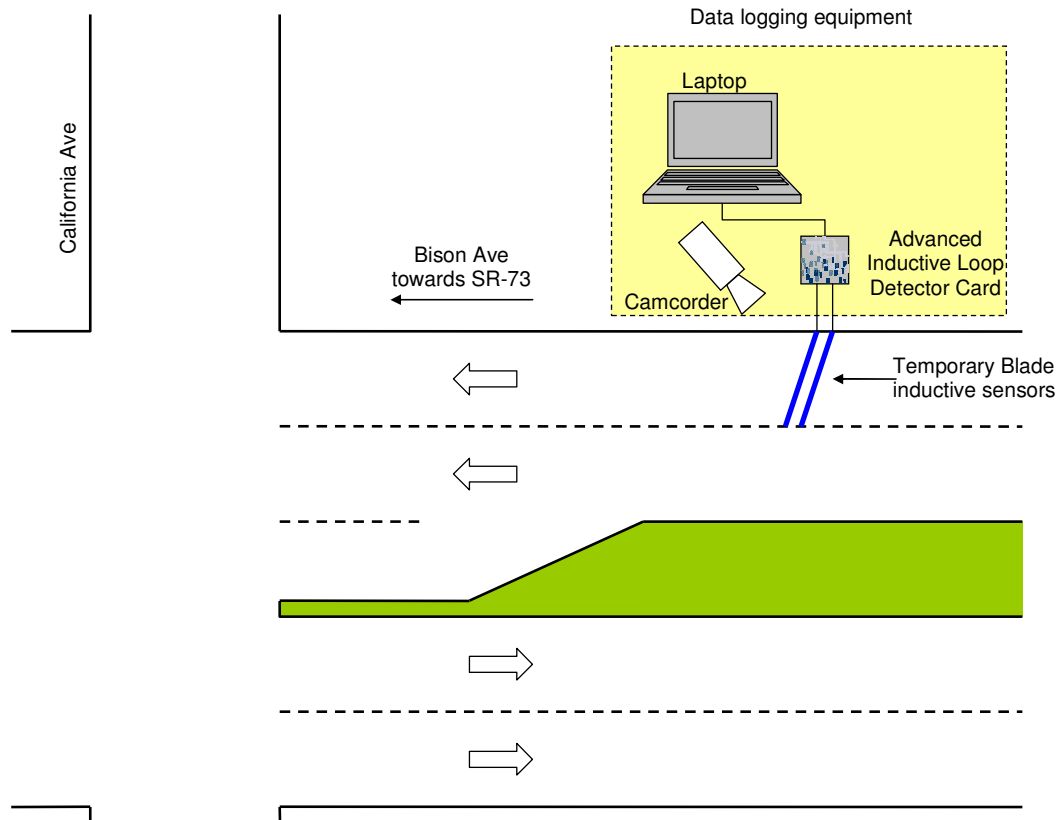 Data logging equipment
Laptop
California Ave
Bison Ave
towards SR-73
Advanced
Inductive Loop
Detector Card
Camcorder
Temporary Blade
inductive sensors